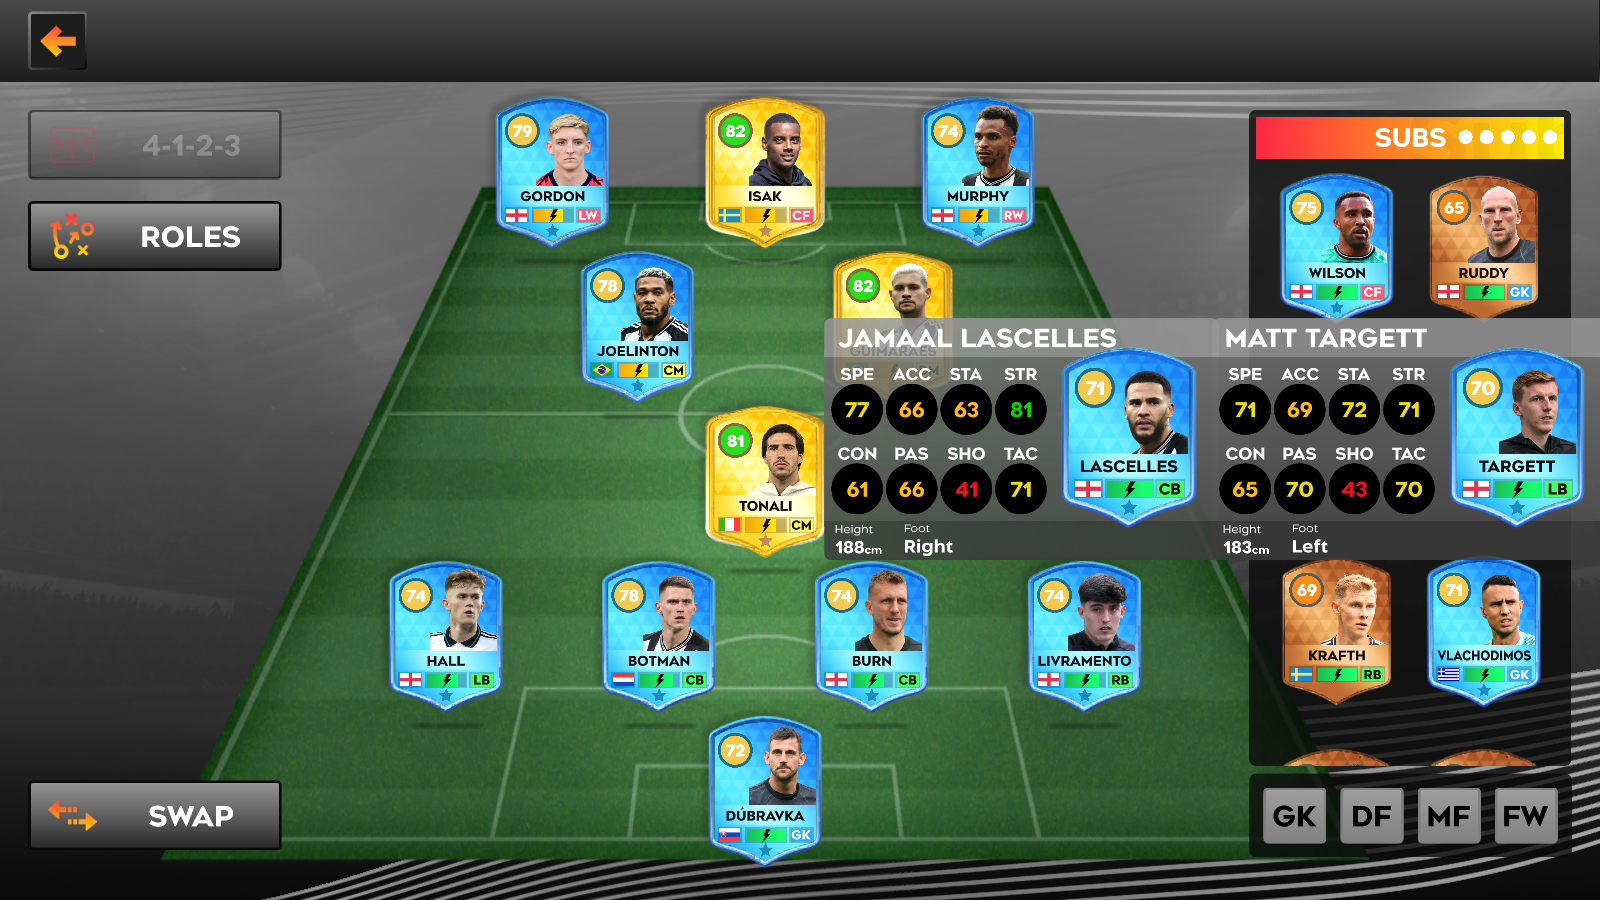 4-1-2-3
ROLES
SWAP
79
GORDON
LW
82
ISAK
CF
74
MURPHY
RW
78
JOELINTON
CM
82
GUIMARAES
81
TONALI
CM
74
HALL
LB
78
BOTMAN
CB
74
BURN
CB
74
LIVRAMENTO
RB
72
DÚBRAVKA
GK
JAMAAL LASCELLES
SPE ACC STA STR
77 66 63 81
CON PAS SHO TAC
61 66 41 71
Height Foot
188cm Right
71
LASCELLES
CB
MATT TARGETT
SPE ACC STA STR
71 69 72 71
CON PAS SHO TAC
65 70 43 70
Height Foot
183cm Left
70
TARGETT
LB
SUBS
75
WILSON
CF
65
RUDDY
GK
69
KRAFTH
RB
71
VLACHODIMOS
GK
GK DF MF FW